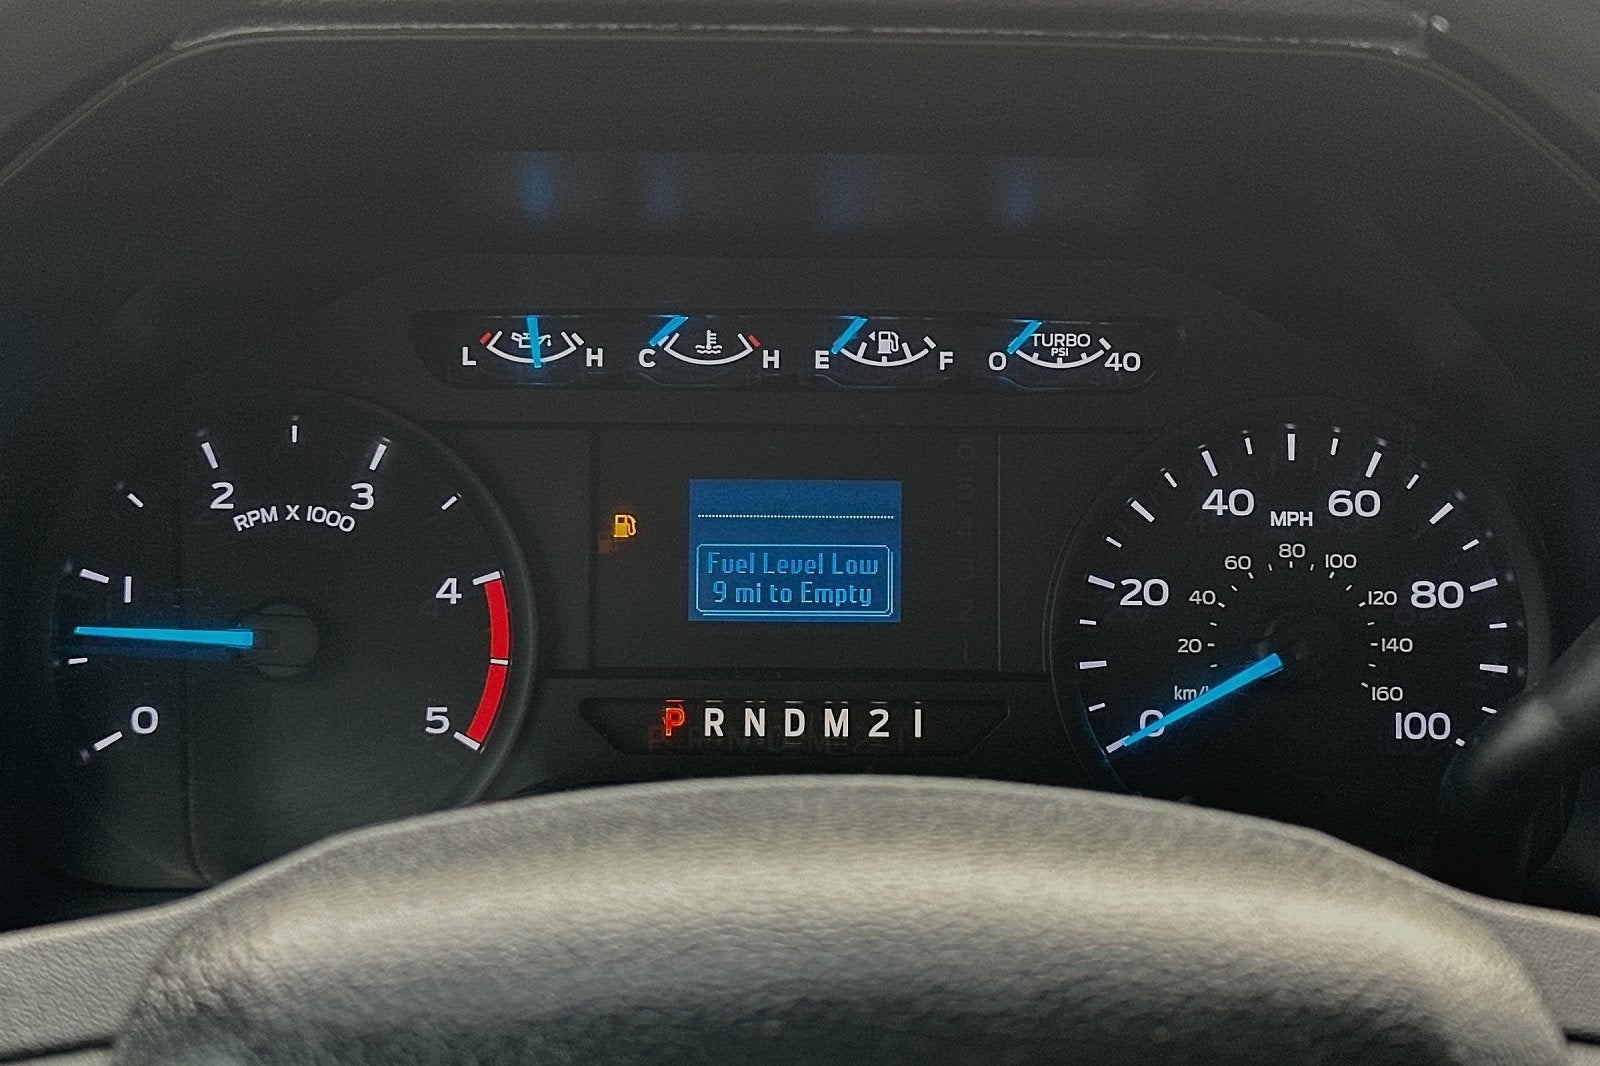 L H C H E F 0 TURBO PSI 40
0 1 2 3 4 5
RPM X 1000
Fuel Level Low
9 mi to Empty
0 20 40 60 80 100
MPH
20 40 60 80 100 120 140 160
P R N D M 2 1